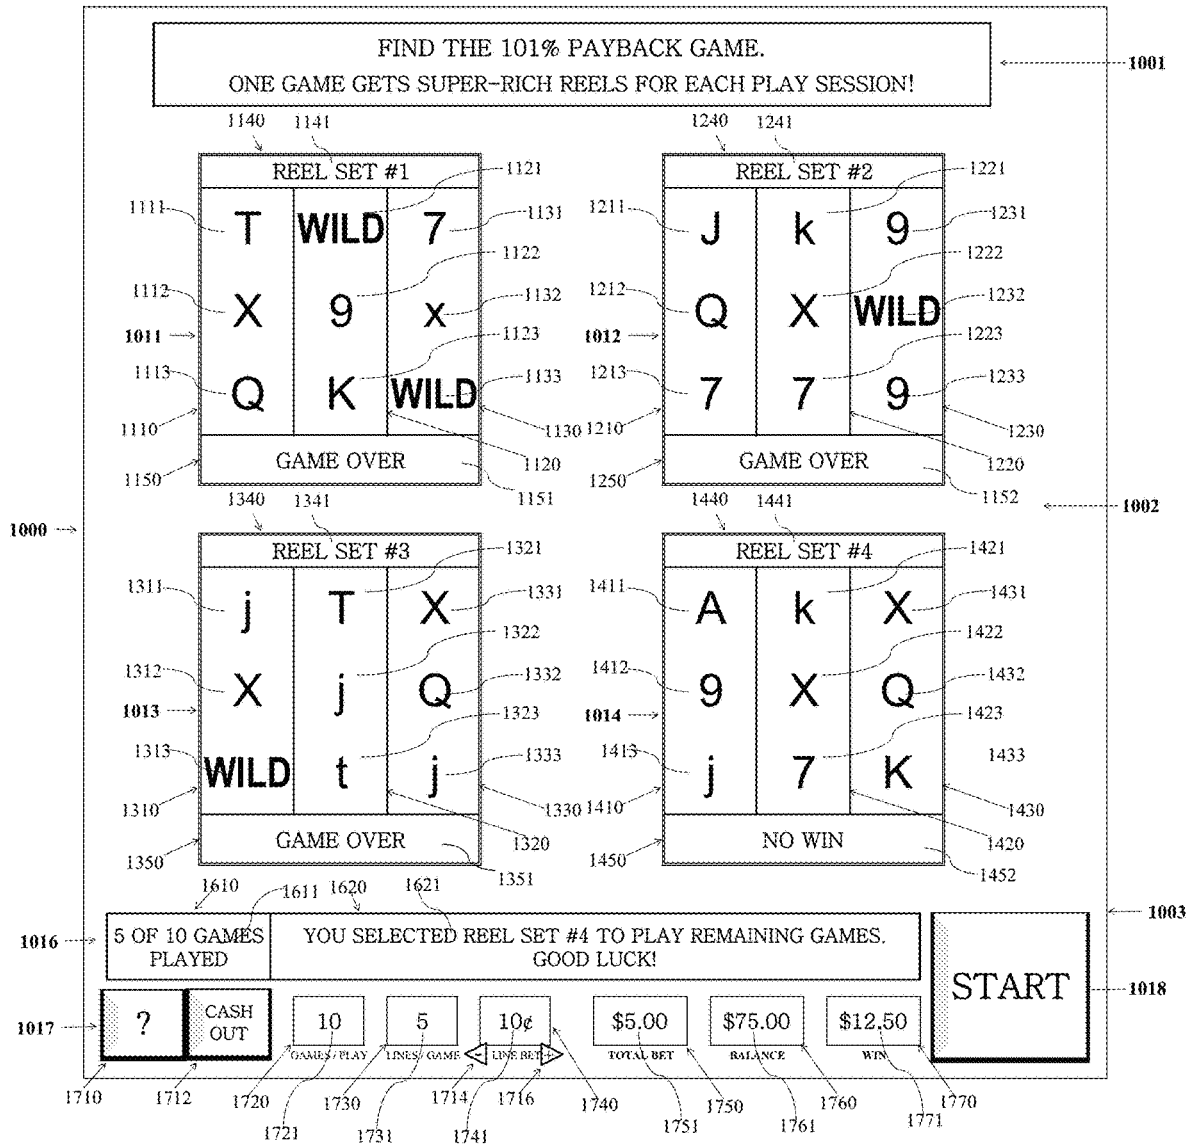 FIND THE 101% PAYBACK GAME.
ONE GAME GETS SUPER-RICH REELS FOR EACH PLAY SESSION!
1001
1140 1141 1240 1241
REEL SET #1 REEL SET #2
1121 1221
1111 T WILD 7 1131 1211 J k 9 1231
1122 1222
1112 X 9 x 1132 1212 Q X WILD 1232
1011 1123 1012 1223
1113 Q K WILD 1133 1213 7 7 9 1233
1110 1130 1210 1230
GAME OVER GAME OVER
1150 1120 1250 1220
1151 1152
1340 1341 1440 1441
1000 1002
REEL SET #3 REEL SET #4
1321 1421
1311 j T X 1331 1411 A k X 1431
1322 1422
1312 X j Q 1332 1412 9 X Q 1432
1013 1323 1014 1423
1313 WILD t j 1333 1413 j 7 K 1433
1310 1330 1410 1430
GAME OVER NO WIN
1350 1320 1450 1420
1351 1452
1610 1611 1620 1621
1003
1016
5 OF 10 GAMES
PLAYED
YOU SELECTED REEL SET #4 TO PLAY REMAINING GAMES.
GOOD LUCK!
START
1018
1017
? CASH
OUT
10 5 10¢ $5.00 $75.00 $12.50
GAMES / PLAY LINES / GAME - LINE BET + TOTAL BET BALANCE WIN
1710 1712 1720 1730 1714 1716 1740 1750 1760 1770
1721 1731 1741 1751 1761 1771